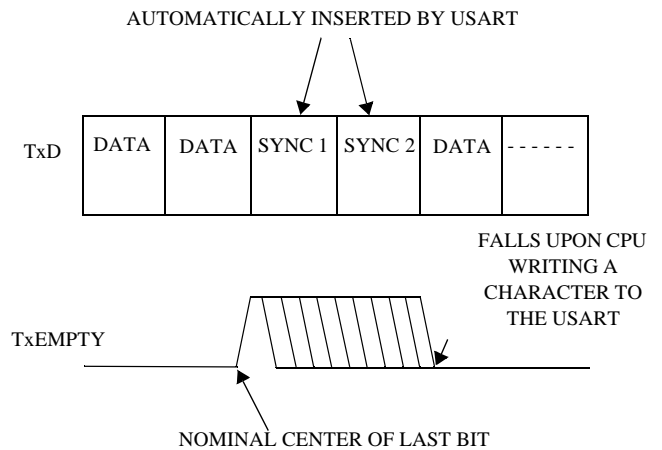 AUTOMATICALLY INSERTED BY USART
TxD
DATA
DATA
SYNC 1
SYNC 2
DATA
- - - - - -
FALLS UPON CPU
WRITING A
CHARACTER TO
THE USART
TxEMPTY
NOMINAL CENTER OF LAST BIT